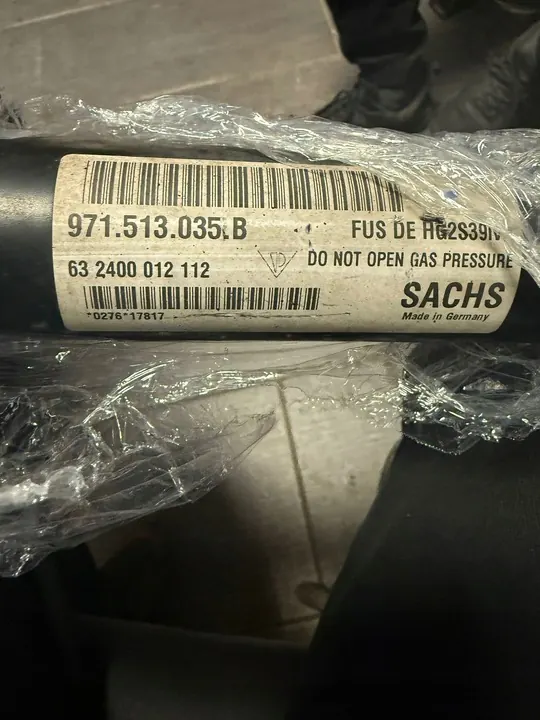 971.513.035.B FUS DE HG2S39IV
63 2400 012 112 DO NOT OPEN GAS PRESSURE
SACHS
*0276*17817 Made in Germany